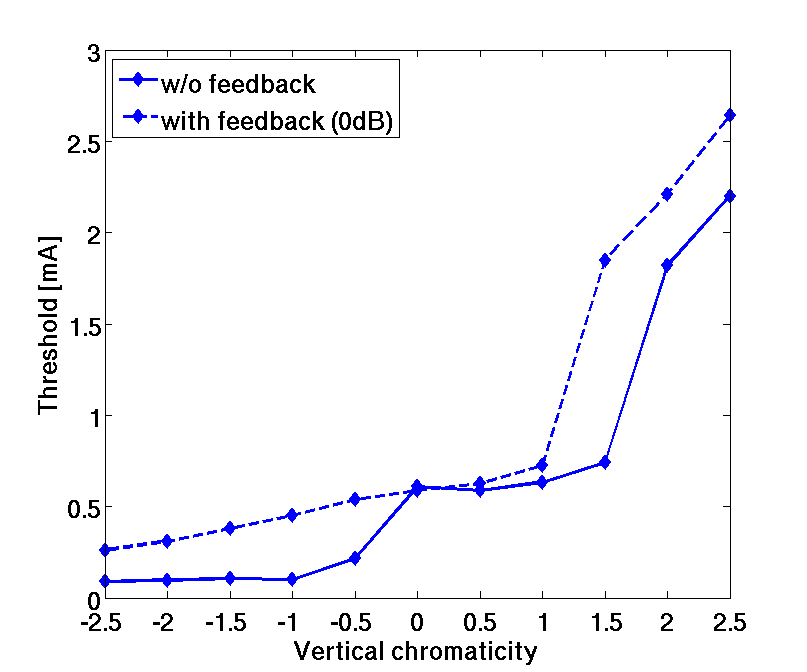 3
w/o feedback
with feedback (0dB)
2.5
2
1.5
1
0.5
0
Threshold [mA]
-2.5 -2 -1.5 -1 -0.5 0 0.5 1 1.5 2 2.5
Vertical chromaticity